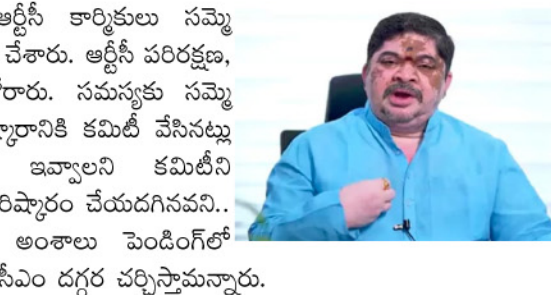 ఆర్టీసీ కార్మికులు సమ్మె
చేశారు. ఆర్టీసీ పరిరక్షణ,
రారు. సమస్యకు సమ్మె
్కారానికి కమిటీ వేసినట్లు
ఇవ్వాలని కమిటీని
రిష్కారం చేయదగినవని..
అంశాలు పెండింగ్‌లో
సీఎం దగ్గర చర్చిస్తామన్నారు.